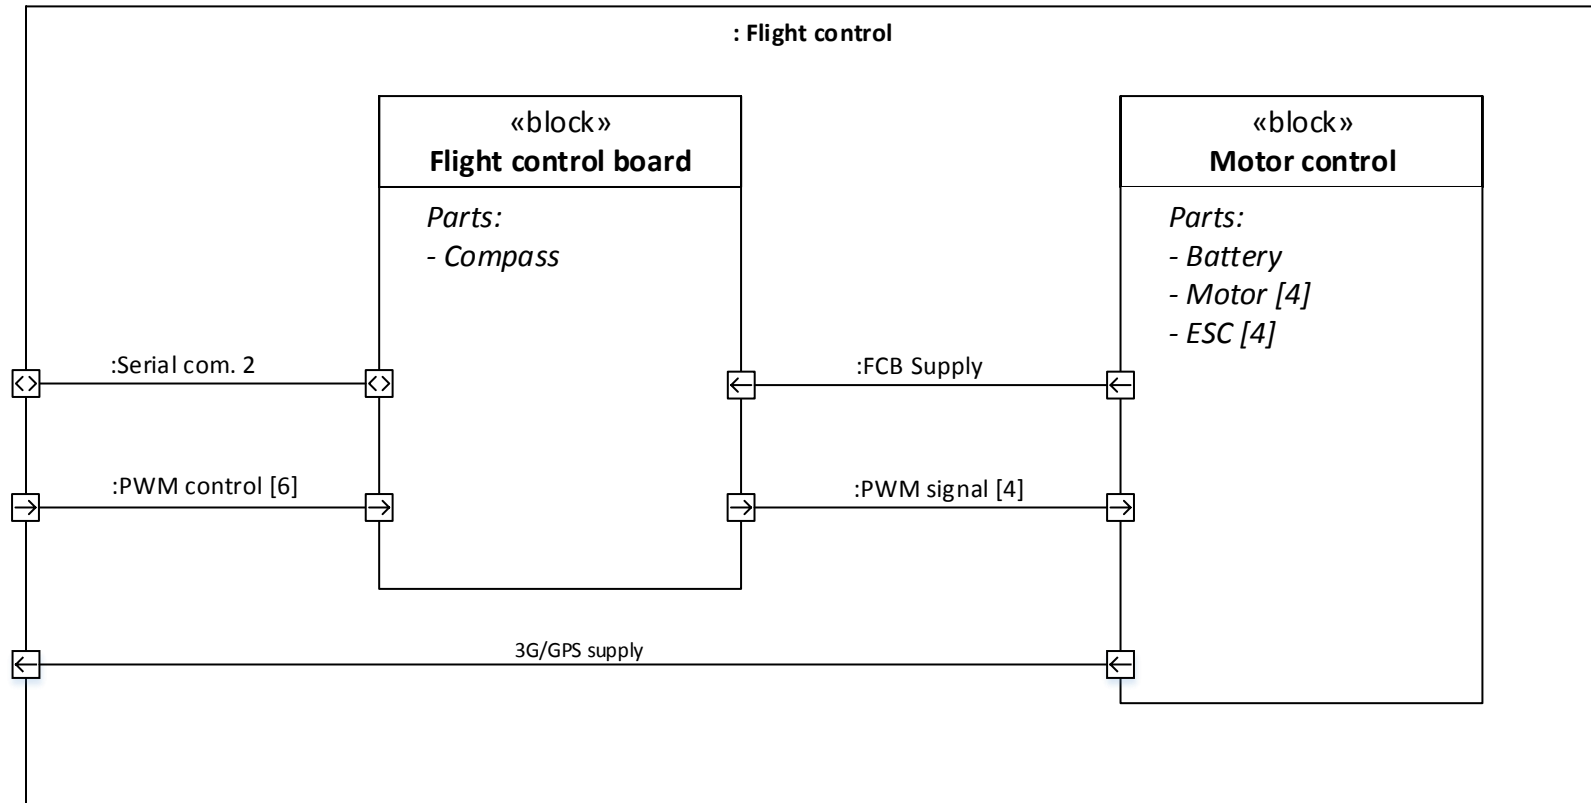 : Flight control
«block»
Flight control board
Parts:
- Compass
«block»
Motor control
Parts:
- Battery
- Motor [4]
- ESC [4]
:Serial com. 2
:FCB Supply
:PWM control [6]
:PWM signal [4]
3G/GPS supply